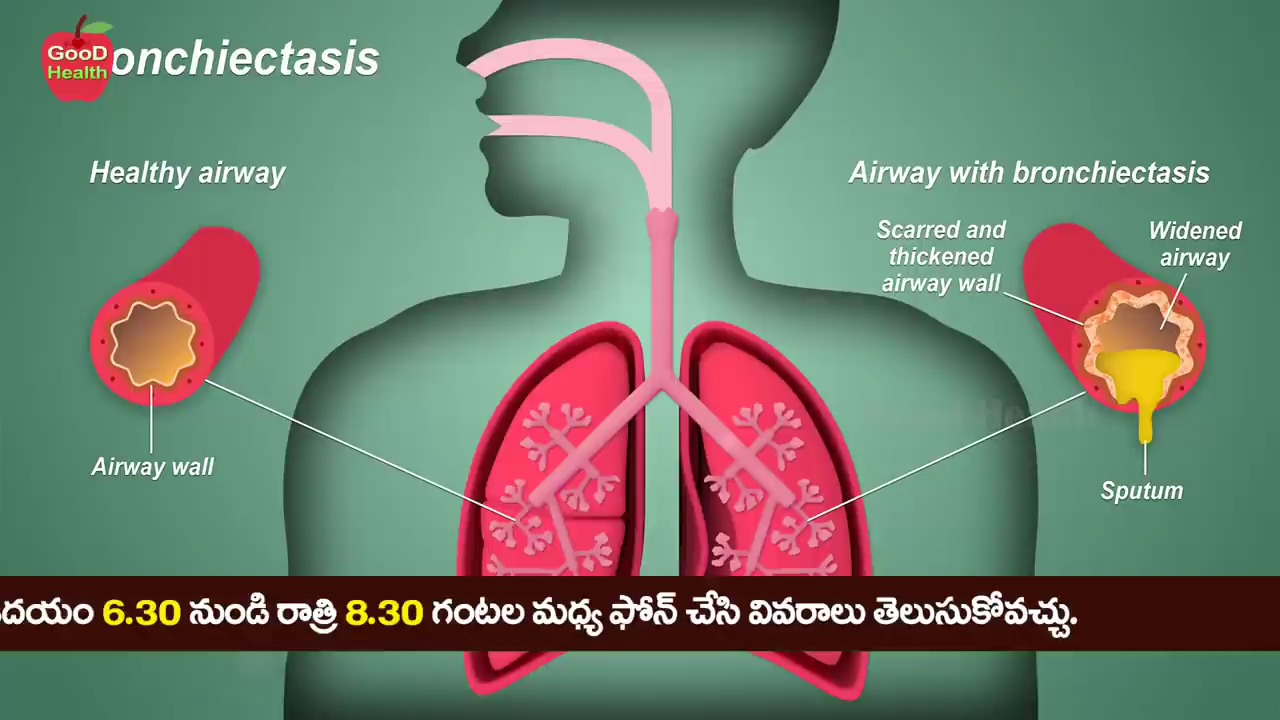 GooD
Health
onchiectasis
Healthy airway
Airway with bronchiectasis
Scarred and
thickened
airway wall
Widened
airway
Airway wall
Sputum
6.30 నుండి రాత్రి 8.30 గంటల మధ్య ఫోన్ చేసి వివరాలు తెలుసుకోవచ్చు.